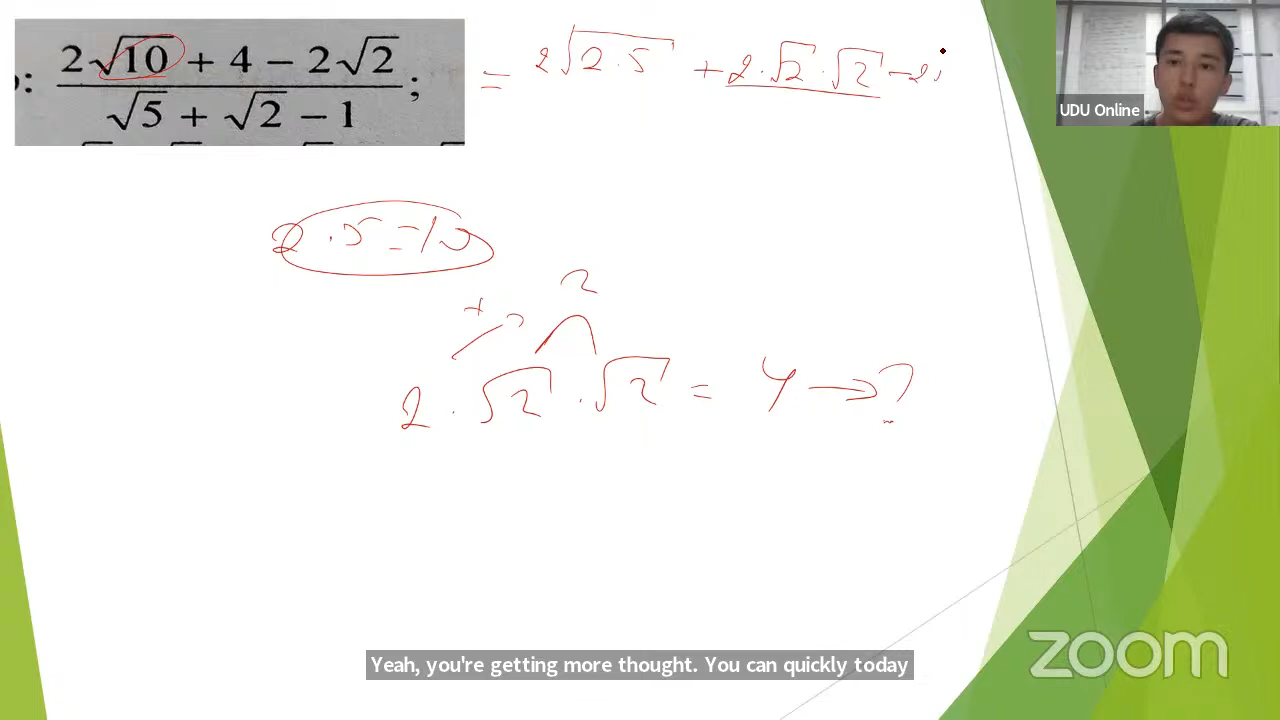 2√10 + 4 − 2√2
√5 + √2 − 1 ;
= 2√2·5 + 2·√2·√2 − 2
UDU Online
2·5=10
2
2·√2·√2 = 4 → ?
Yeah, you're getting more thought. You can quickly today
zoom